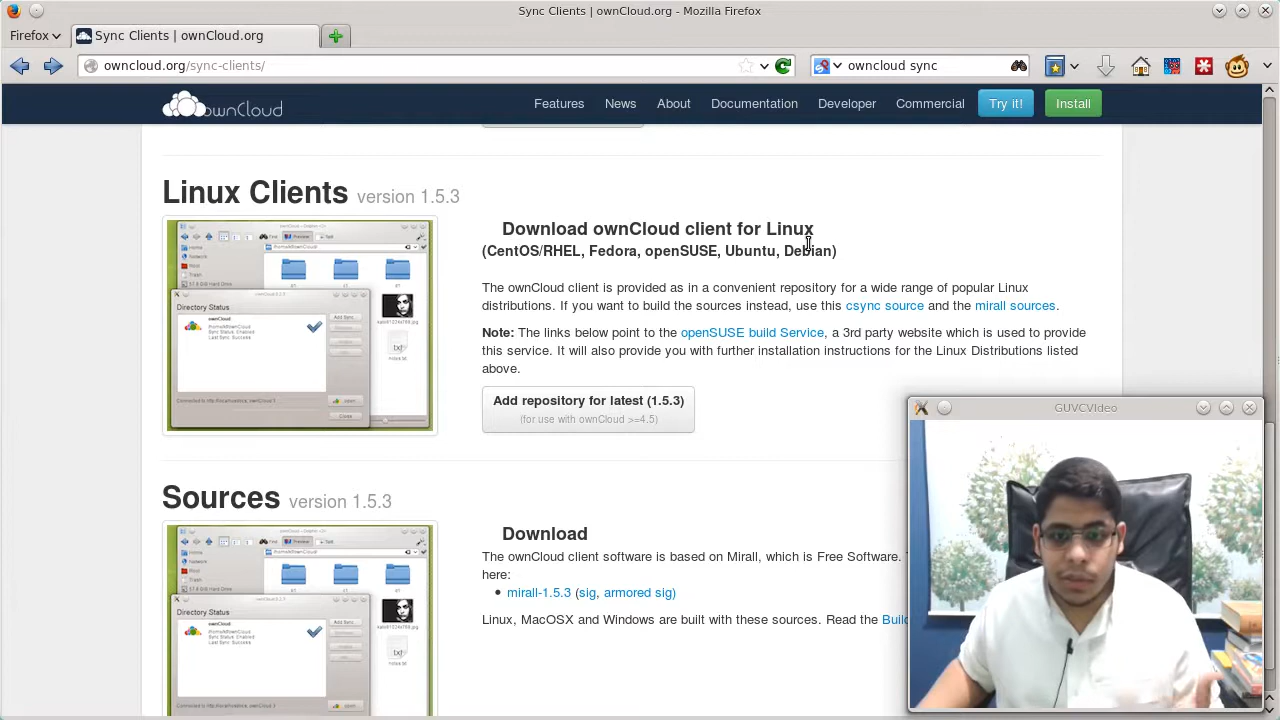 Sync Clients | ownCloud.org - Mozilla Firefox
Firefox
Sync Clients | ownCloud.org
owncloud.org/sync-clients/
owncloud sync
ownCloud
Features
News
About
Documentation
Developer
Commercial
Try it!
Install
Linux Clients version 1.5.3
Download ownCloud client for Linux
(CentOS/RHEL, Fedora, openSUSE, Ubuntu, Debian)
The ownCloud client is provided as in a convenient repository for a wide range of popular Linux
distributions. If you want to build the sources instead, use this csync source and the mirall sources.
Note: The links below point to the openSUSE build Service, a 3rd party website which is used to provide
this service. It will also provide you with further installation instructions for the Linux Distributions listed
above.
Add repository for latest (1.5.3)
(for use with ownCloud >=4.5)
Directory Status
ownCloud
GUVCVideo
Sources version 1.5.3
Download
The ownCloud client software is based on Mirall, which is Free Software.
here:
mirall-1.5.3 (sig, armored sig)
Linux, MacOSX and Windows are built with these sources. Read the
Directory Status
ownCloud